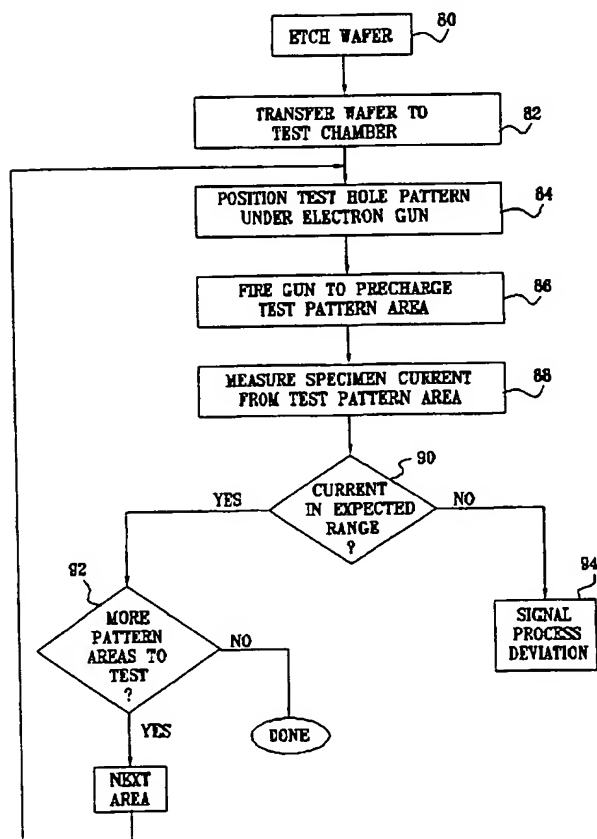 ETCH WAFER
80
TRANSFER WAFER TO
TEST CHAMBER
82
POSITION TEST HOLE PATTERN
UNDER ELECTRON GUN
84
FIRE GUN TO PRECHARGE
TEST PATTERN AREA
86
MEASURE SPECIMEN CURRENT
FROM TEST PATTERN AREA
88
90
CURRENT
IN EXPECTED
RANGE
?
YES
NO
92
MORE
PATTERN
AREAS TO
TEST
?
NO
YES
94
SIGNAL
PROCESS
DEVIATION
DONE
NEXT
AREA